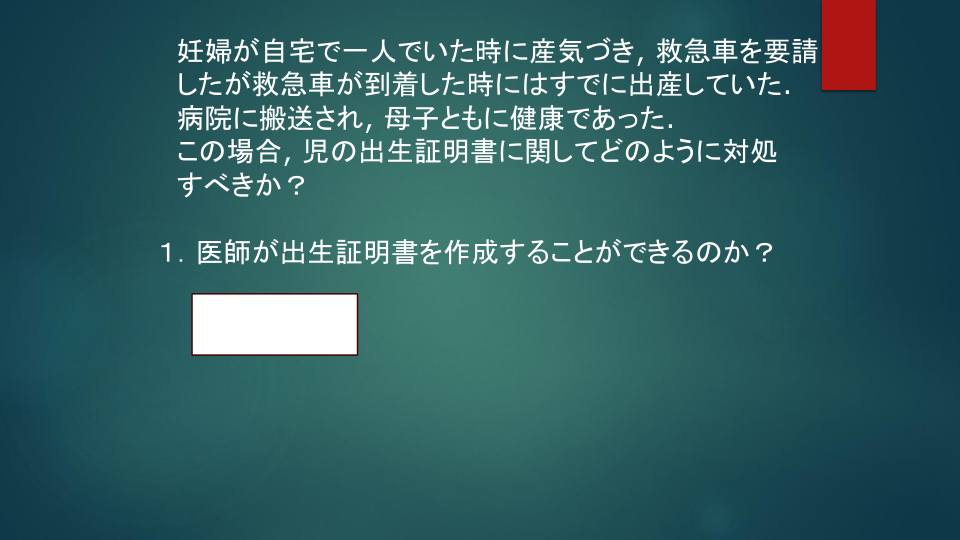 妊婦が自宅で一人でいた時に産気づき，救急車を要請
したが救急車が到着した時にはすでに出産していた．
病院に搬送され，母子ともに健康であった．
この場合，児の出生証明書に関してどのように対処
すべきか？
１．医師が出生証明書を作成することができるのか？